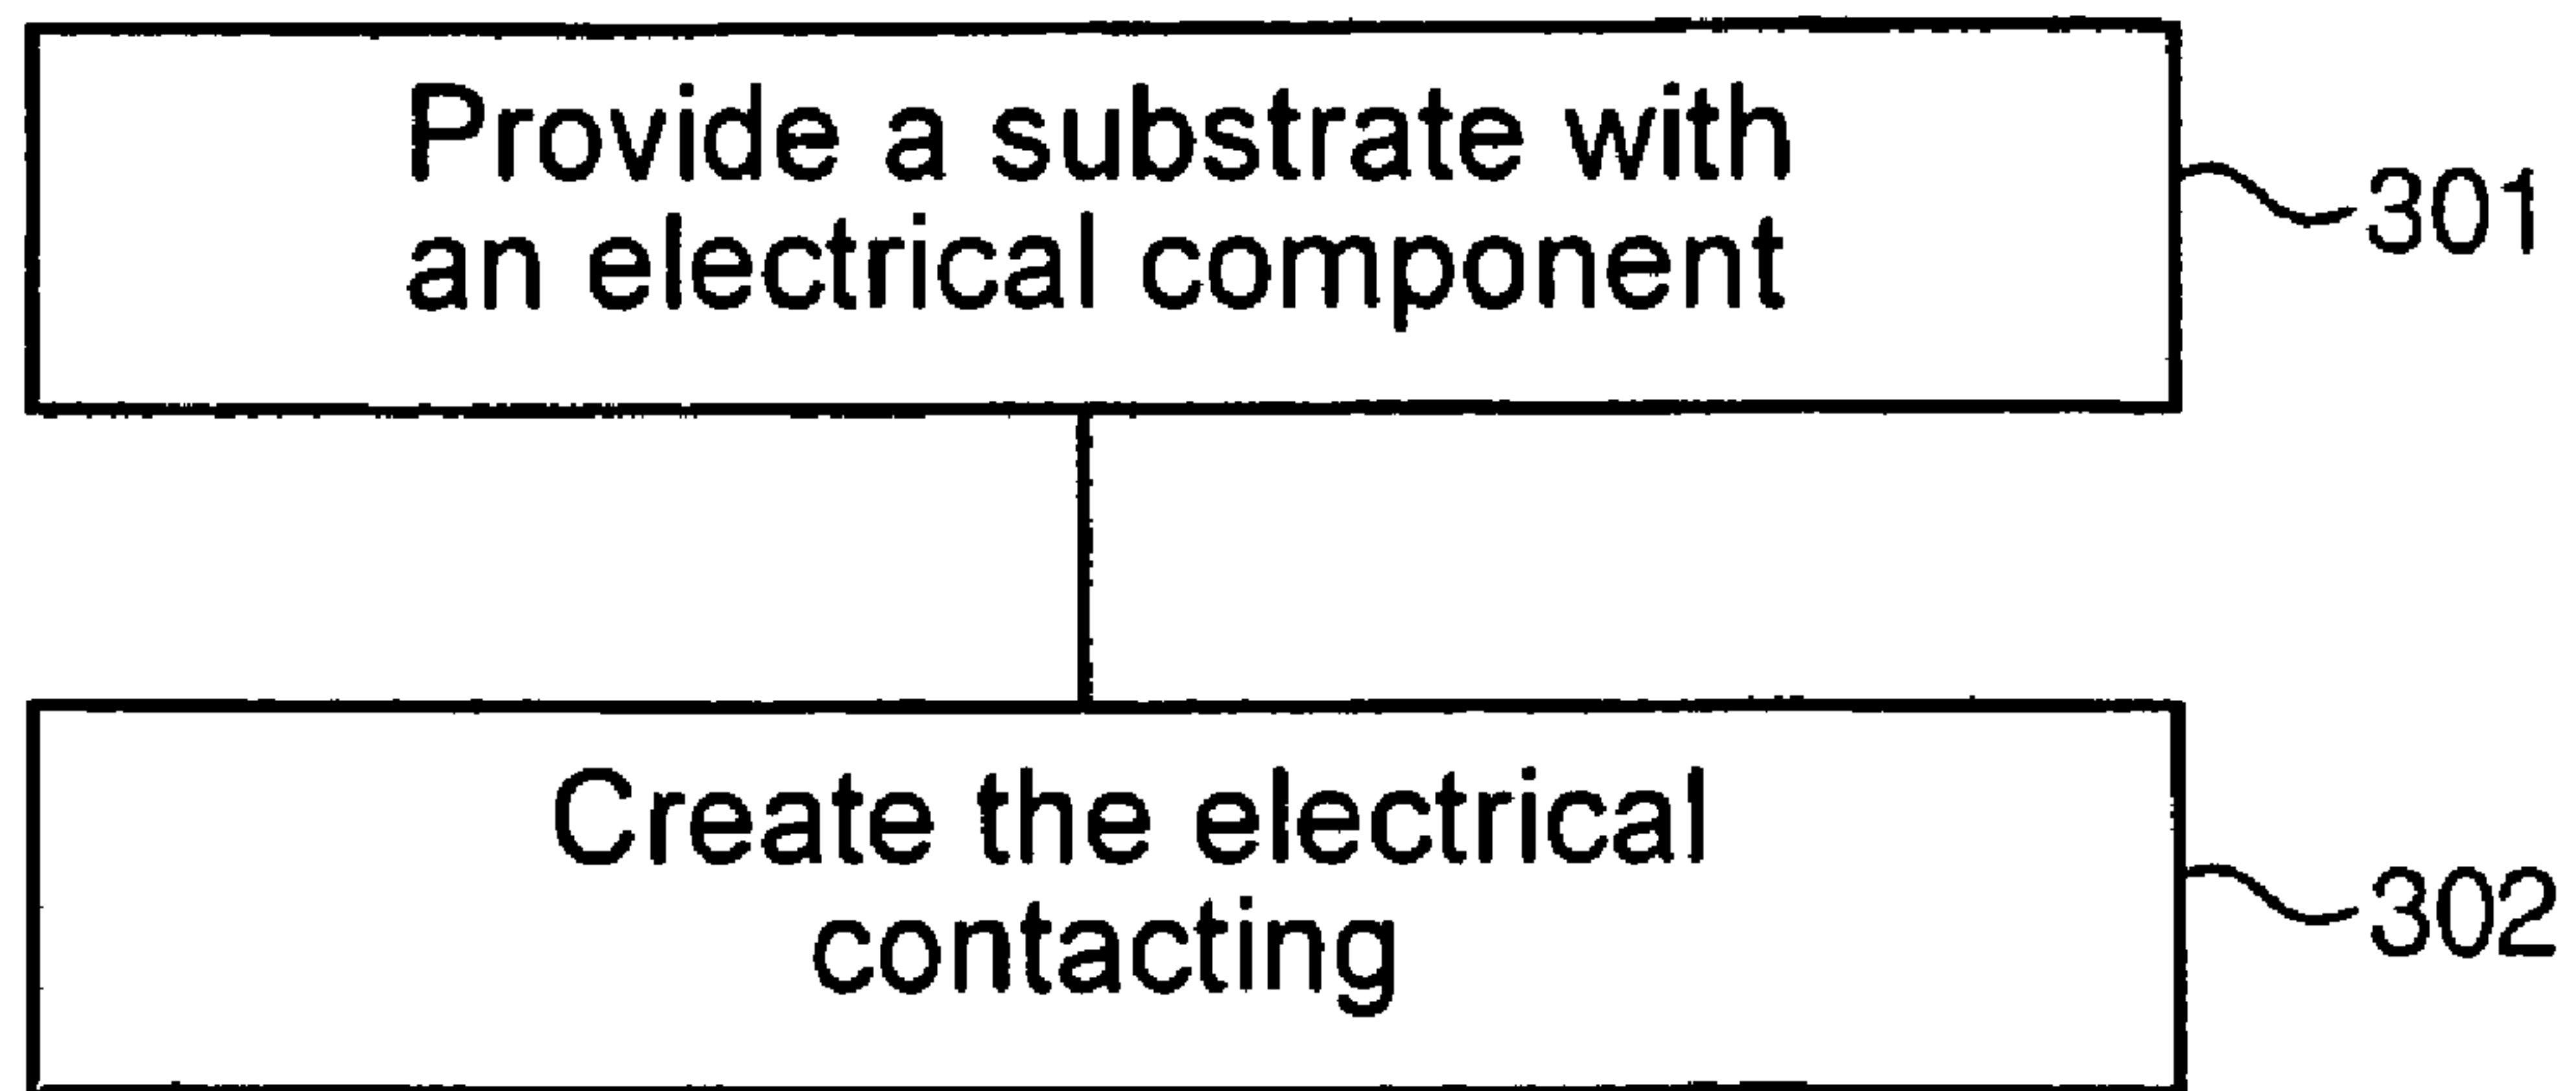 Provide a substrate with
an electrical component
301
Create the electrical
contacting
302